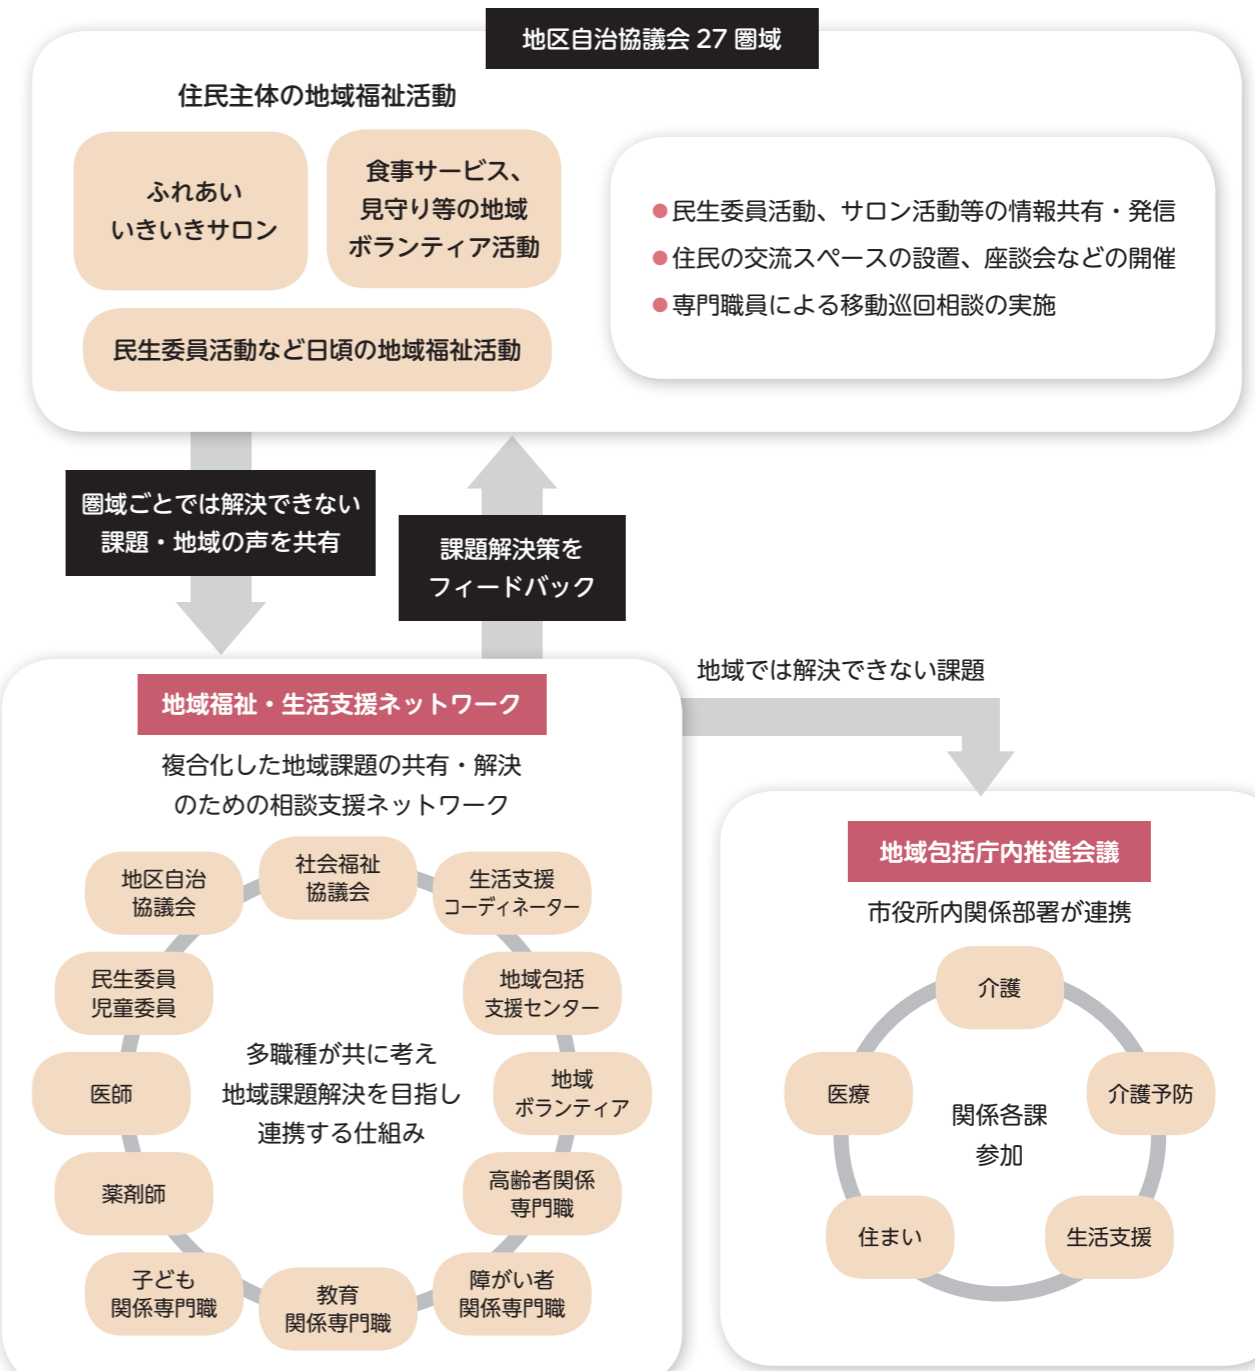 地区自治協議会 27 圏域
住民主体の地域福祉活動
ふれあい
いきいきサロン
食事サービス、
見守り等の地域
ボランティア活動
民生委員活動など日頃の地域福祉活動
●民生委員活動、サロン活動等の情報共有・発信
●住民の交流スペースの設置、座談会などの開催
●専門職員による移動巡回相談の実施
圏域ごとでは解決できない
課題・地域の声を共有
課題解決策を
フィードバック
地域では解決できない課題
地域福祉・生活支援ネットワーク
複合化した地域課題の共有・解決
のための相談支援ネットワーク
地区自治
協議会
社会福祉
協議会
生活支援
コーディネーター
民生委員
児童委員
地域包括
支援センター
医師
多職種が共に考え
地域課題解決を目指し
連携する仕組み
地域
ボランティア
薬剤師
高齢者関係
専門職
子ども
関係専門職
教育
関係専門職
障がい者
関係専門職
地域包括庁内推進会議
市役所内関係部署が連携
介護
医療
介護予防
関係各課
参加
住まい
生活支援